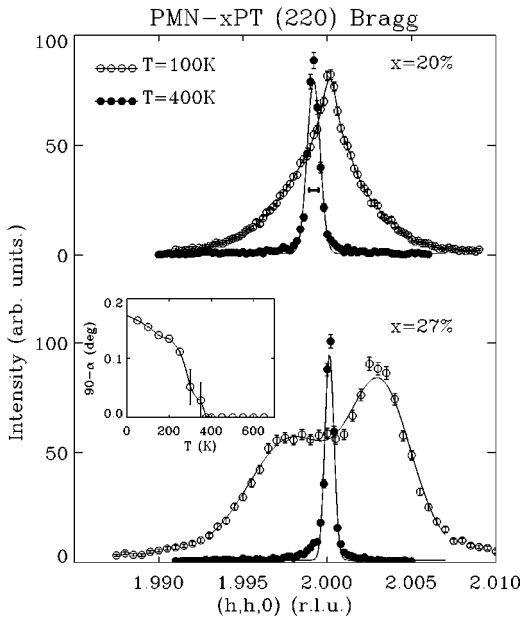 PMN-xPT (220) Bragg
100
T=100K
x=20%
T=400K
50
0
0.2
x=27%
100
0.1
0.0
0 200 400 600
T (K)
90-α (deg)
50
0
1.990 1.995 2.000 2.005 2.010
(h,h,0) (r.l.u.)
Intensity (arb. units.)